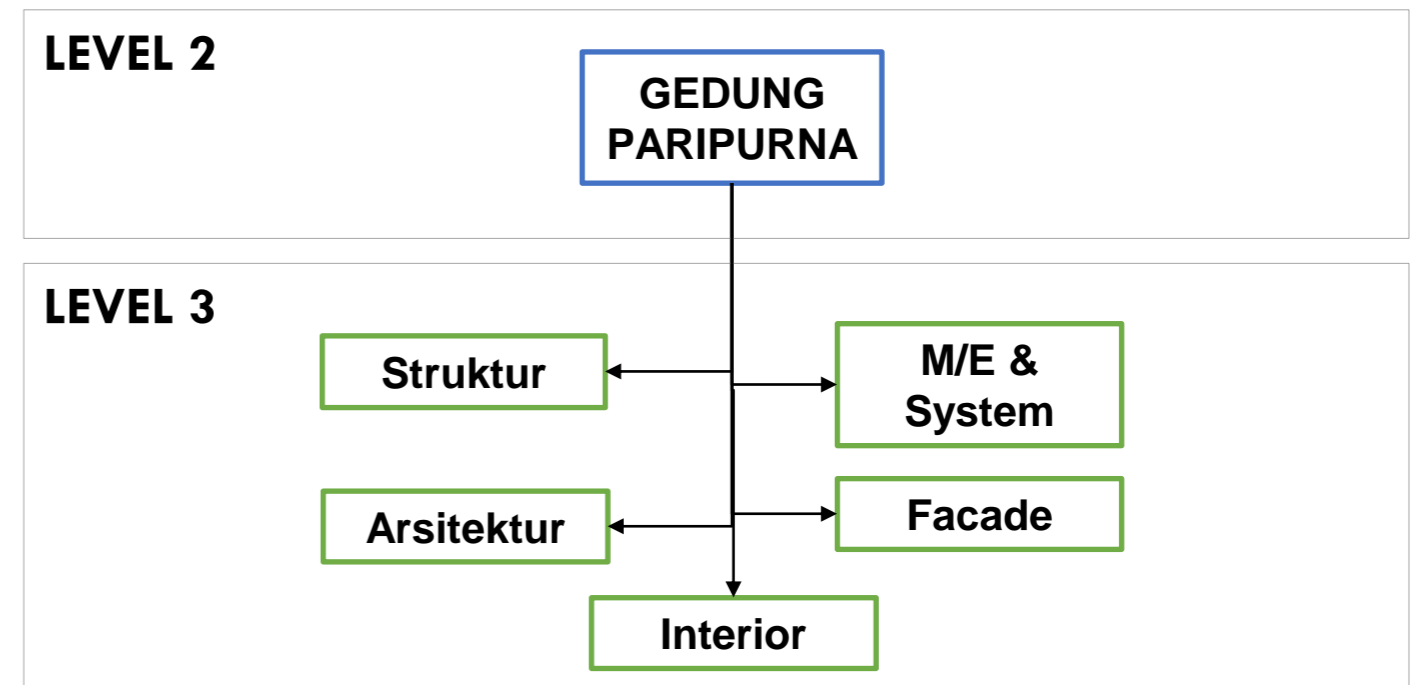 LEVEL 2
GEDUNG
PARIPURNA
LEVEL 3
Struktur
M/E &
System
Arsitektur
Facade
Interior